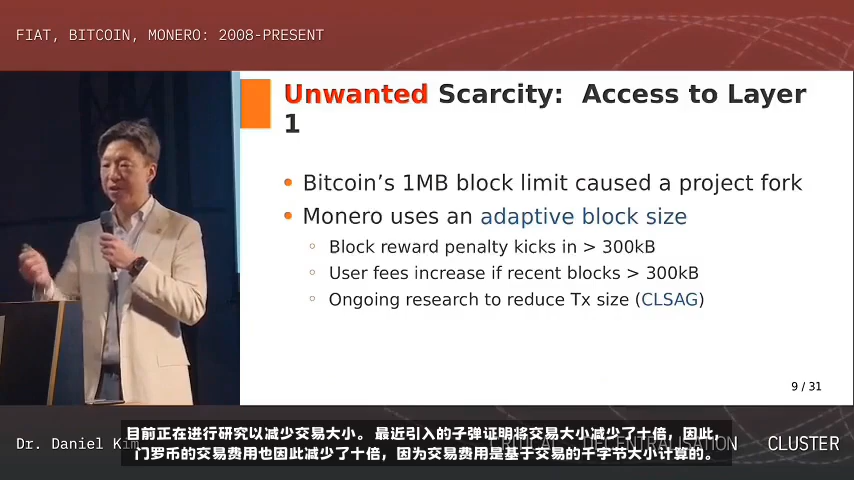 FIAT, BITCOIN, MONERO: 2008-PRESENT
Unwanted Scarcity: Access to Layer
1
• Bitcoin's 1MB block limit caused a project fork
• Monero uses an adaptive block size
◦ Block reward penalty kicks in > 300kB
◦ User fees increase if recent blocks > 300kB
◦ Ongoing research to reduce Tx size (CLSAG)
9 / 31
Dr. Daniel
CLUSTER
目前正在进行研究以减少交易大小。 最近引入的子弹证明将交易大小减少了十倍，因此，
门罗币的交易费用也因此减少了十倍，因为交易费用是基于交易的千字节大小计算的。